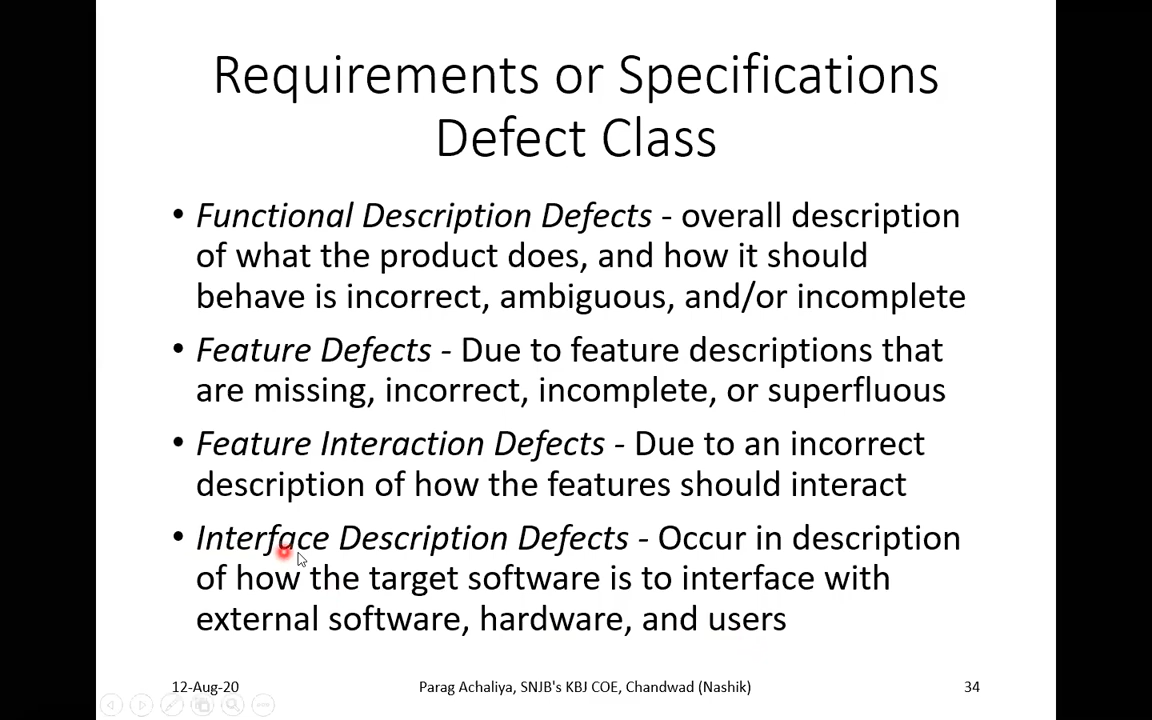 Requirements or Specifications
Defect Class
• Functional Description Defects - overall description
of what the product does, and how it should
behave is incorrect, ambiguous, and/or incomplete
• Feature Defects - Due to feature descriptions that
are missing, incorrect, incomplete, or superfluous
• Feature Interaction Defects - Due to an incorrect
description of how the features should interact
• Interface Description Defects - Occur in description
of how the target software is to interface with
external software, hardware, and users
12-Aug-20 Parag Achaliya, SNJB's KBJ COE, Chandwad (Nashik) 34